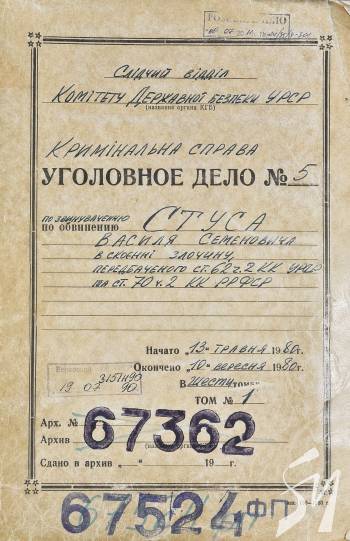 Слідчий відділ
Комітету Державної безпеки УРСР
(название органа КГБ)
Кримінальна справа
УГОЛОВНОЕ ДЕЛО № 5
по звинуваченню
по обвинению СТУСА
Василя Семеновича
в скоєнні злочину,
передбаченого ст. 62 ч. 2 КК УРСР
та ст. 70 ч. 2 КК РРФСР
Начато „13" травня 1980 г.
Окончено „10" вересня 1980 г.
В шести томах
ТОМ № 1
19 07 90
Арх. №
67362
Архив
Сдано в архив „ " 19 г.
67524 ФП